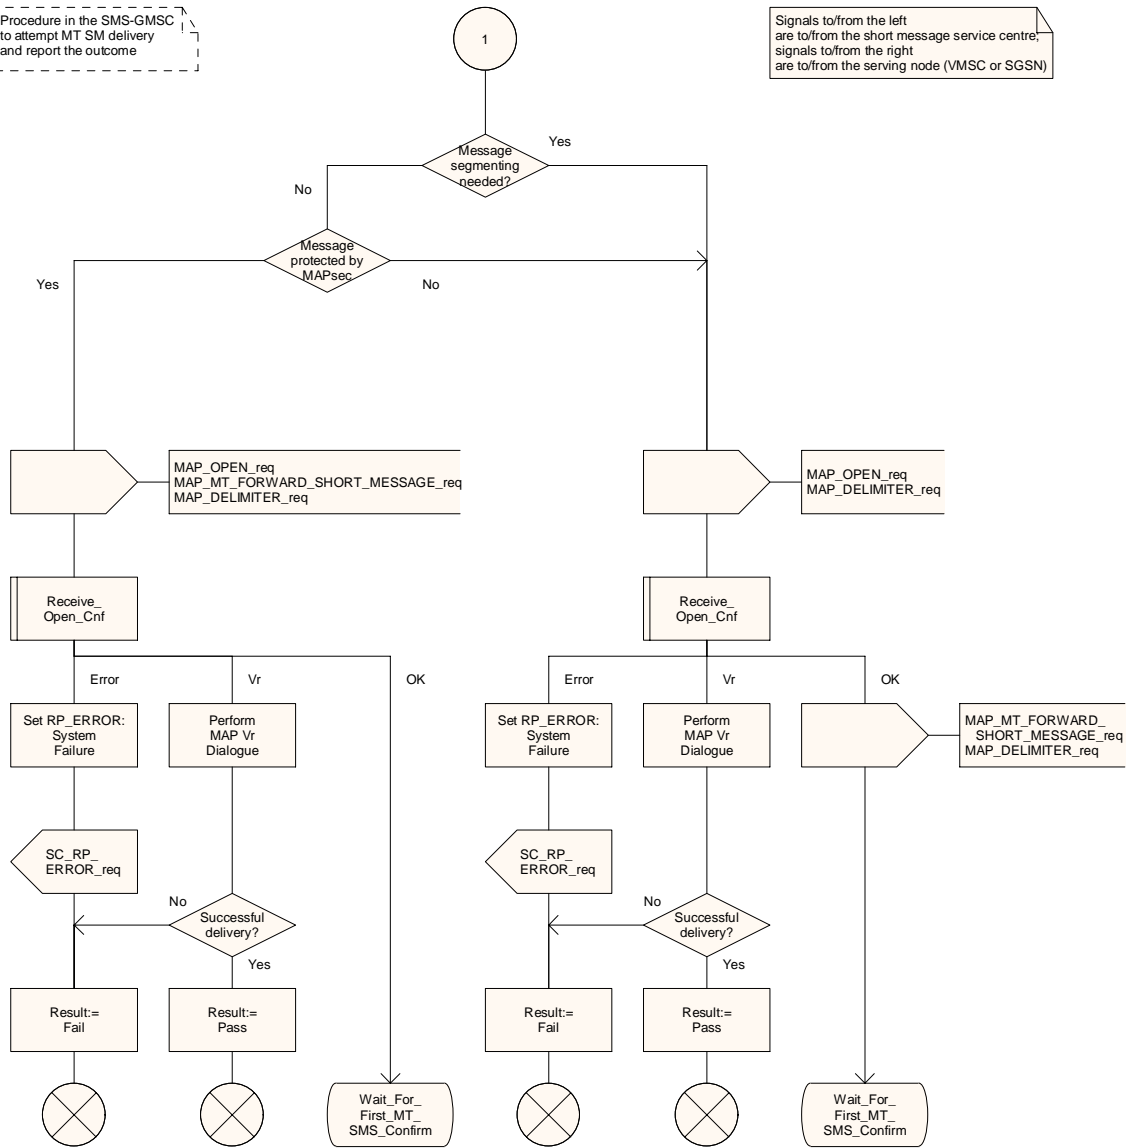 Procedure in the SMS-GMSC
to attempt MT SM delivery
and report the outcome
1
Signals to/from the left
are to/from the short message service centre;
signals to/from the right
are to/from the serving node (VMSC or SGSN)
Message
segmenting
needed?
Yes
No
Message
protected by
MAPsec
Yes
No
MAP_OPEN_req
MAP_MT_FORWARD_SHORT_MESSAGE_req
MAP_DELIMITER_req
MAP_OPEN_req
MAP_DELIMITER_req
Receive_
Open_Cnf
Receive_
Open_Cnf
Error
Vr
OK
Error
Vr
OK
Set RP_ERROR:
System
Failure
Perform
MAP Vr
Dialogue
Set RP_ERROR:
System
Failure
Perform
MAP Vr
Dialogue
MAP_MT_FORWARD_
SHORT_MESSAGE_req
MAP_DELIMITER_req
SC_RP_
ERROR_req
SC_RP_
ERROR_req
No
Successful
delivery?
Yes
No
Successful
delivery?
Yes
Result:=
Fail
Result:=
Pass
Result:=
Fail
Result:=
Pass
Wait_For_
First_MT_
SMS_Confirm
Wait_For_
First_MT_
SMS_Confirm